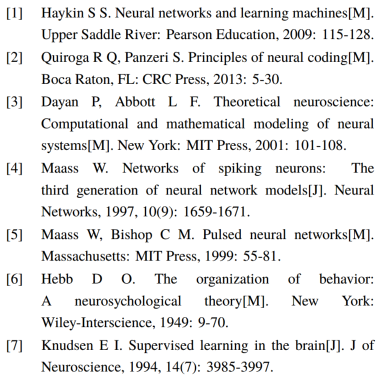 [1] Haykin S S. Neural networks and learning machines[M].
Upper Saddle River: Pearson Education, 2009: 115-128.
[2] Quiroga R Q, Panzeri S. Principles of neural coding[M].
Boca Raton, FL: CRC Press, 2013: 5-30.
[3] Dayan P, Abbott L F. Theoretical neuroscience:
Computational and mathematical modeling of neural
systems[M]. New York: MIT Press, 2001: 101-108.
[4] Maass W. Networks of spiking neurons: The
third generation of neural network models[J]. Neural
Networks, 1997, 10(9): 1659-1671.
[5] Maass W, Bishop C M. Pulsed neural networks[M].
Massachusetts: MIT Press, 1999: 55-81.
[6] Hebb D O. The organization of behavior:
A neurosychological theory[M]. New York:
Wiley-Interscience, 1949: 9-70.
[7] Knudsen E I. Supervised learning in the brain[J]. J of
Neuroscience, 1994, 14(7): 3985-3997.